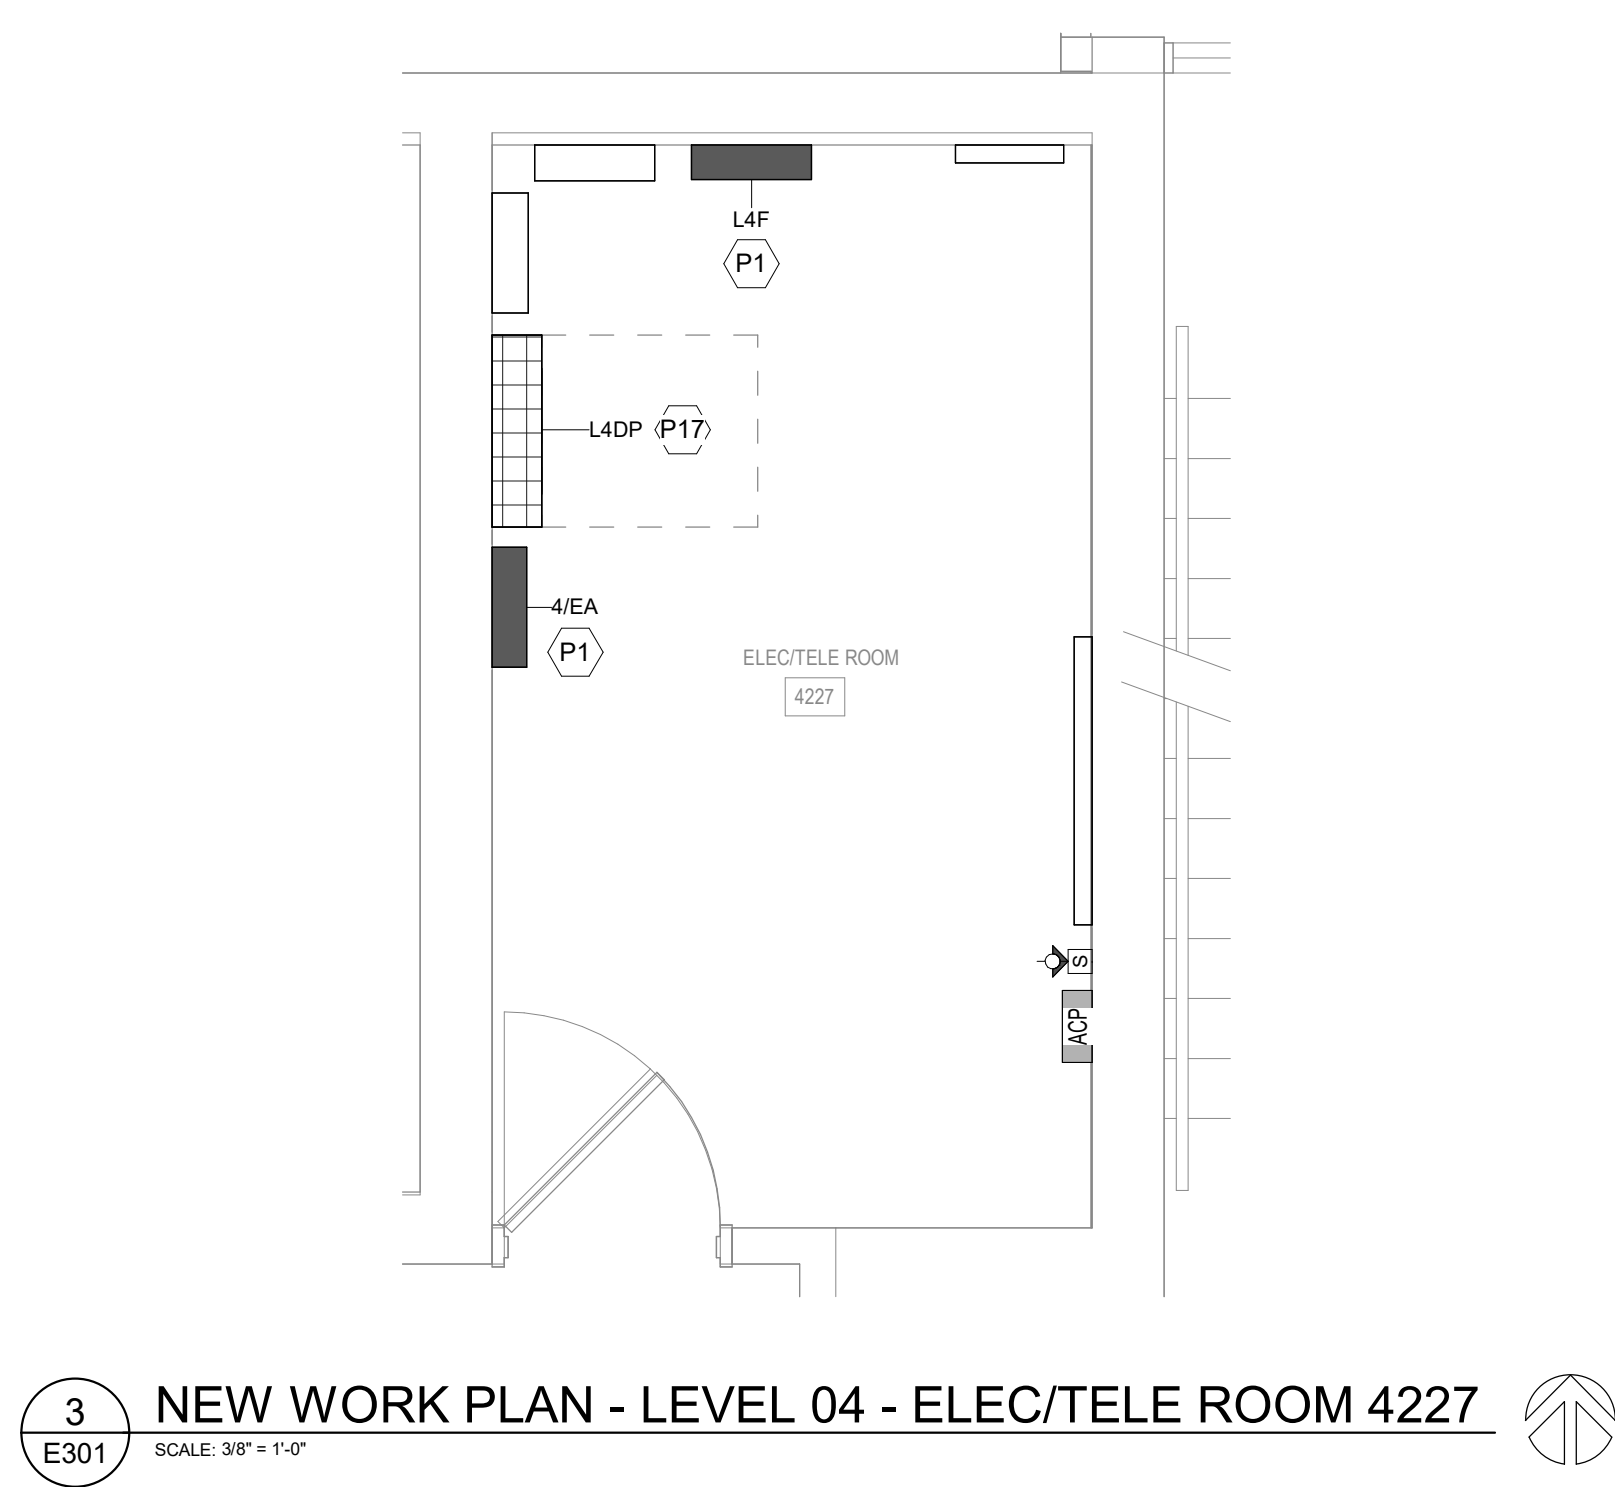 L4F
P1
L4DP
P17
4/EA
P1
ELEC/TELE ROOM
4227
S
ACP
3
E301
NEW WORK PLAN - LEVEL 04 - ELEC/TELE ROOM 4227
SCALE: 3/8" = 1'-0"